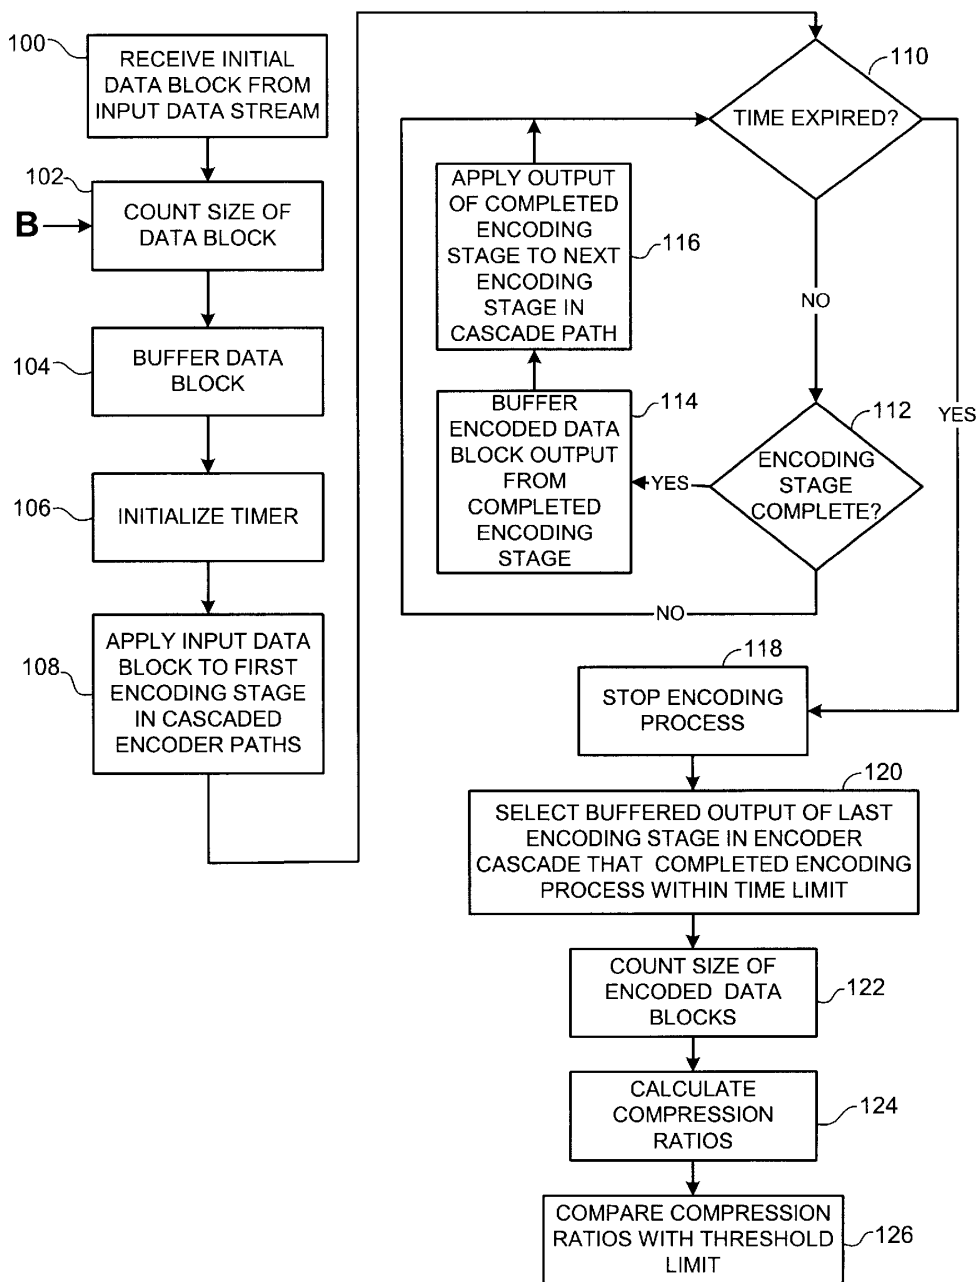 100
RECEIVE INITIAL
DATA BLOCK FROM
INPUT DATA STREAM
102
B
COUNT SIZE OF
DATA BLOCK
104
BUFFER DATA
BLOCK
106
INITIALIZE TIMER
108
APPLY INPUT DATA
BLOCK TO FIRST
ENCODING STAGE
IN CASCADED
ENCODER PATHS
110
TIME EXPIRED?
NO
YES
112
ENCODING
STAGE
COMPLETE?
YES
NO
114
BUFFER
ENCODED DATA
BLOCK OUTPUT
FROM
COMPLETED
ENCODING
STAGE
116
APPLY OUTPUT
OF COMPLETED
ENCODING
STAGE TO NEXT
ENCODING
STAGE IN
CASCADE PATH
118
STOP ENCODING
PROCESS
120
SELECT BUFFERED OUTPUT OF LAST
ENCODING STAGE IN ENCODER
CASCADE THAT COMPLETED ENCODING
PROCESS WITHIN TIME LIMIT
COUNT SIZE OF
ENCODED DATA
BLOCKS
122
CALCULATE
COMPRESSION
RATIOS
124
COMPARE COMPRESSION
RATIOS WITH THRESHOLD
LIMIT
126